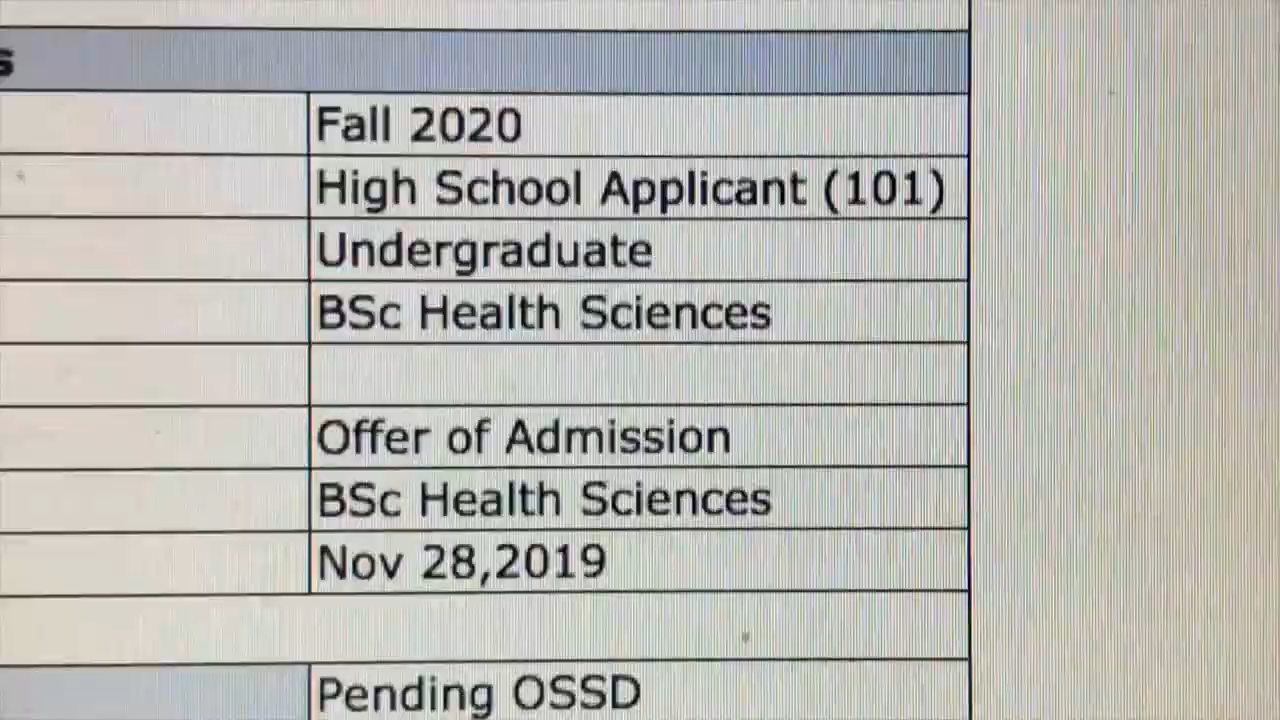 s
Fall 2020
High School Applicant (101)
Undergraduate
BSc Health Sciences
Offer of Admission
BSc Health Sciences
Nov 28,2019
Pending OSSD